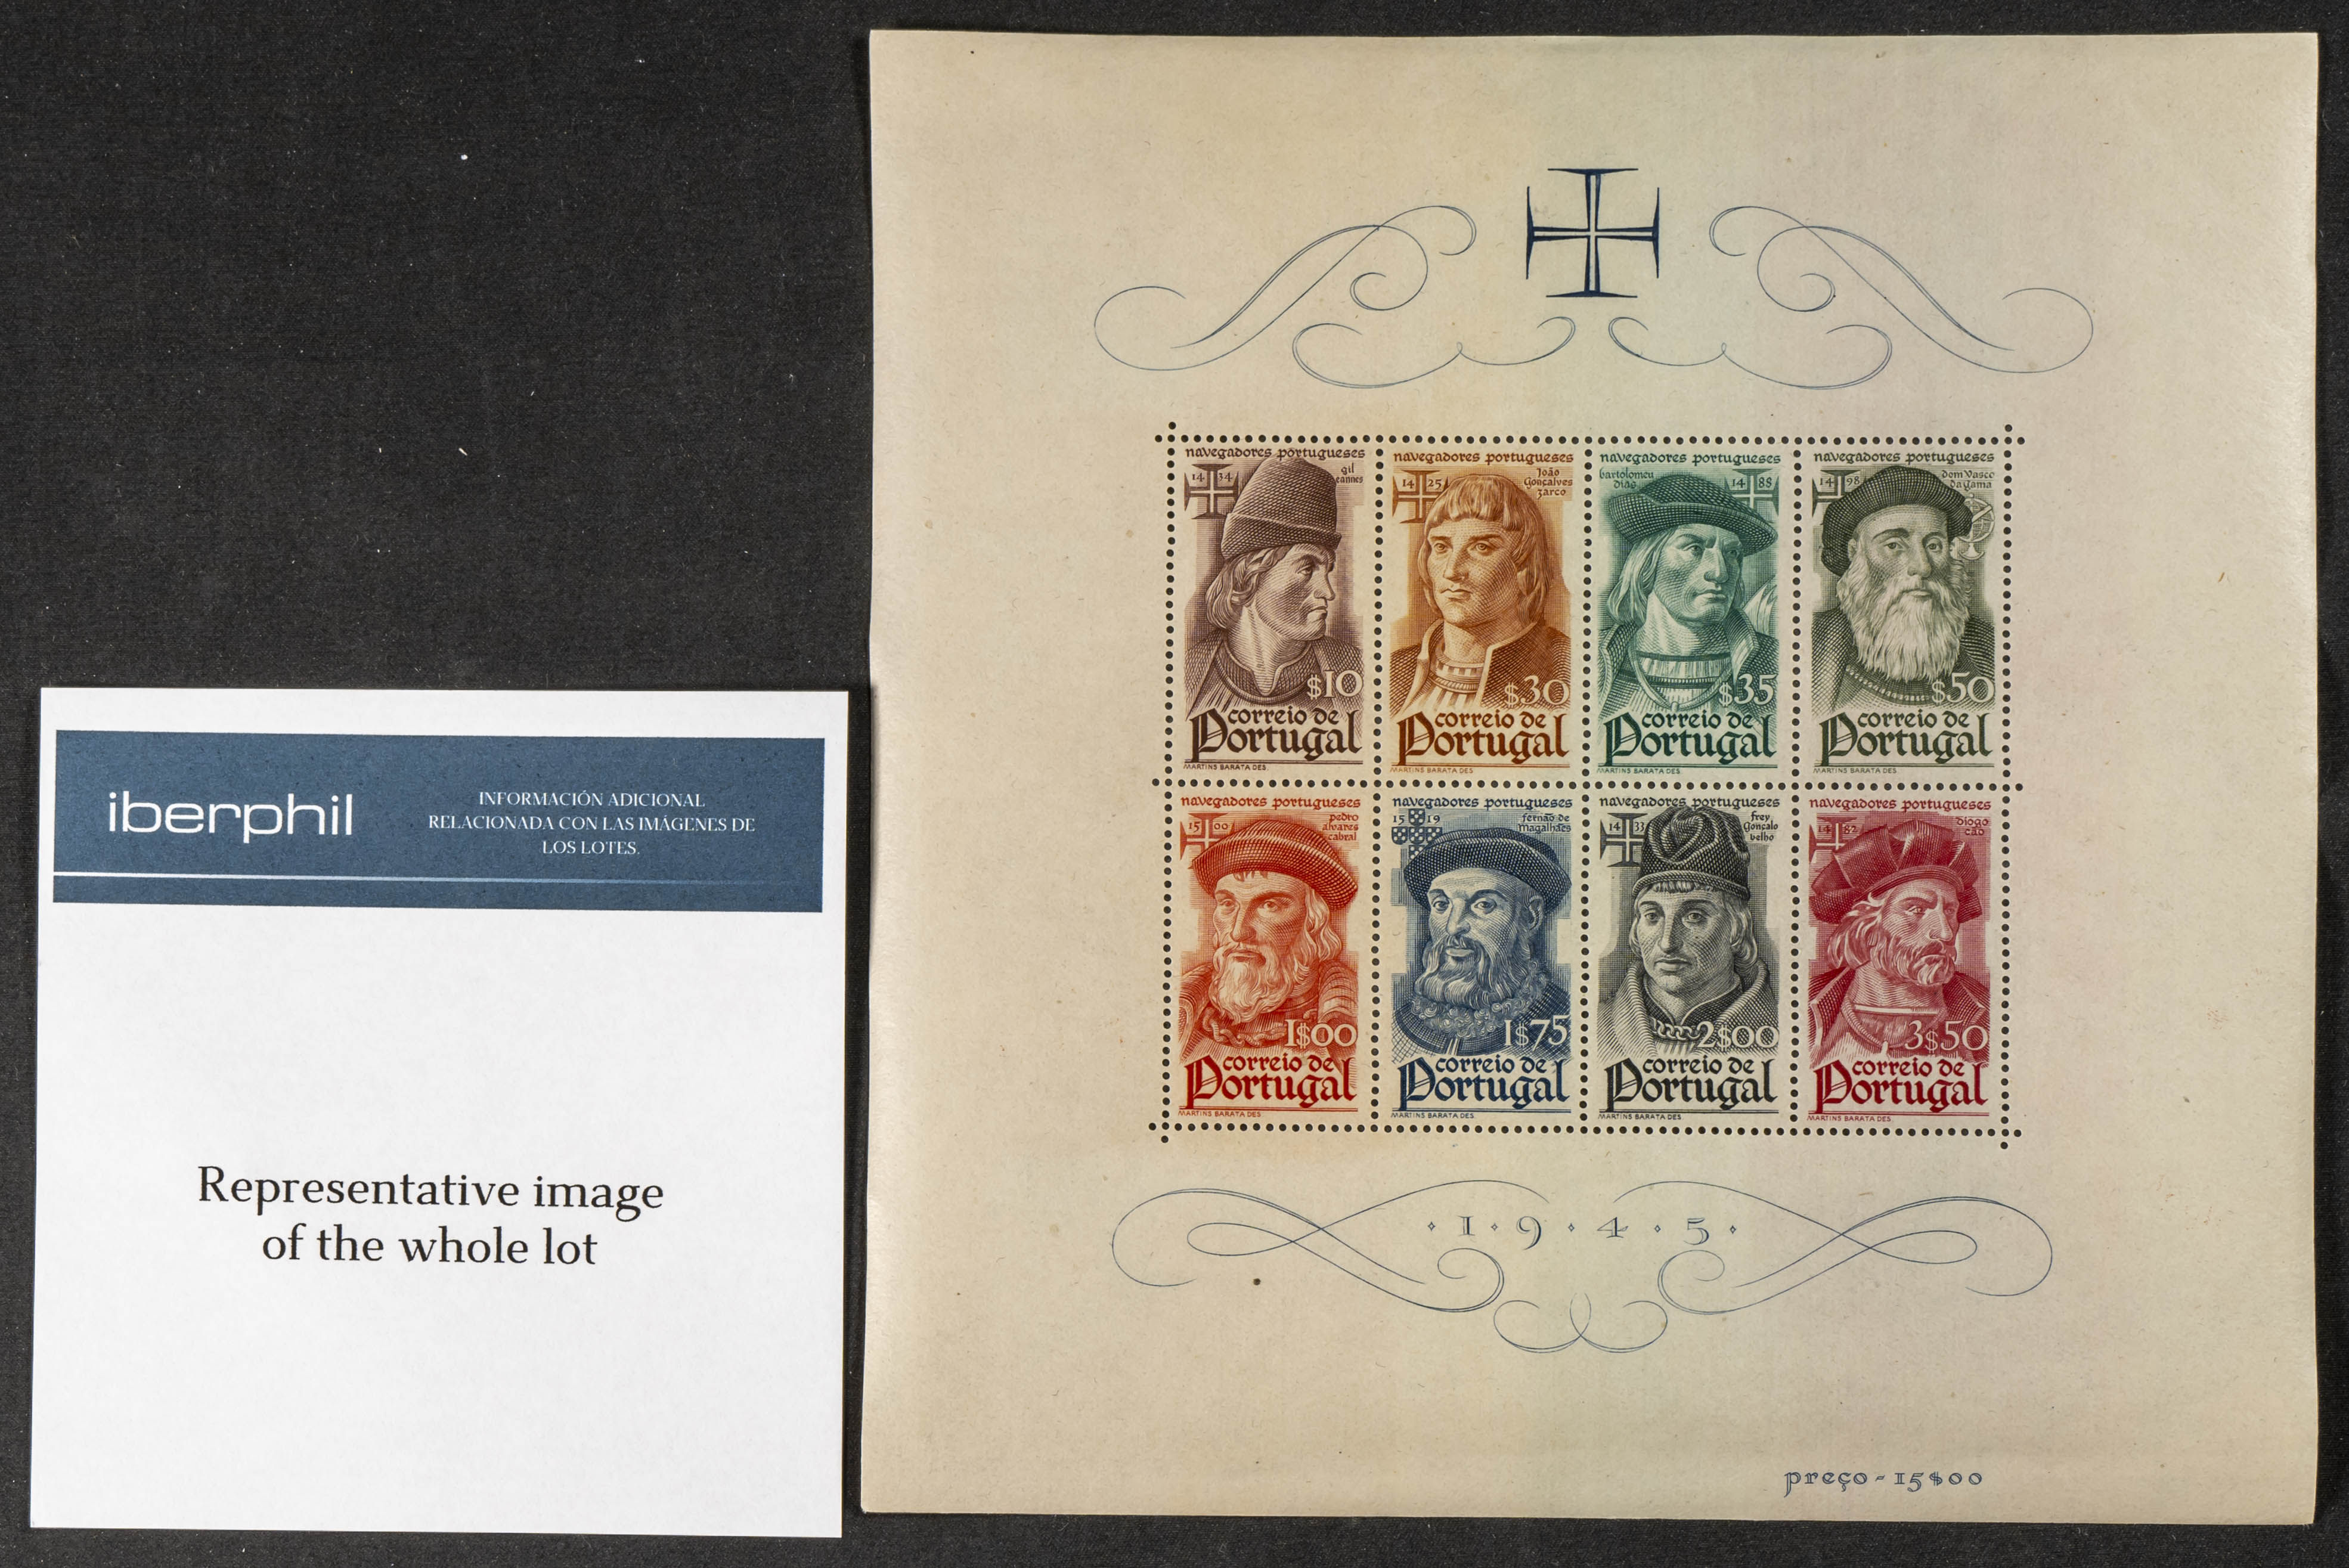 iberphil
INFORMACIÓN ADICIONAL
RELACIONADA CON LAS IMÁGENES DE
LOS LOTES.
Representative image
of the whole lot
navegadores portugueses
14 34
gil
eannes
$10
correio de
Portugal
MARTINS BARATA DES.
navegadores portugueses
14 25
João
Gonçalves
zarco
$30
correio de
Portugal
MARTINS BARATA DES.
navegadores portugueses
bartolomeu
dias
14 88
$35
correio de
Portugal
MARTINS BARATA DES.
navegadores portugueses
14 98
dom Vasco
da Gama
$50
correio de
Portugal
MARTINS BARATA DES.
navegadores portugueses
15 00
pedro
alvares
cabral
1$00
correio de
Portugal
MARTINS BARATA DES.
navegadores portugueses
15 19
fernão de
magalhães
1$75
correio de
Portugal
MARTINS BARATA DES.
navegadores portugueses
14 33
frey
Gonçalo
velho
2$00
correio de
Portugal
MARTINS BARATA DES.
navegadores portugueses
14 82
diogo
cão
3$50
correio de
Portugal
MARTINS BARATA DES.
·1·9·4·5·
preço - 15$00